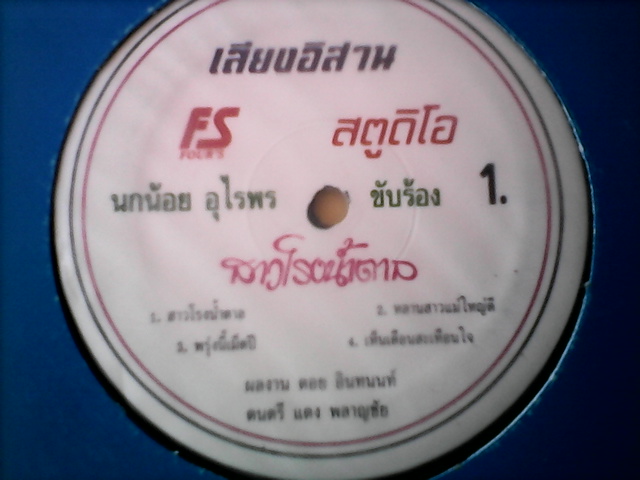 เสียงอิสาน
FS สตูดิโอ
FOUR'S
นกน้อย อุไรพร ขับร้อง 1.
สาวโรงน้ำตาล
1. สาวโรงน้ำตาล 2. หลานสาวแม่ใหญ่ดี
3. พรุ่งนี้เม็ดปี 4. เห็นเดือนสะเทือนใจ
ผลงาน ดอย อินทนนท์
ดนตรี แดง พลาญชัย